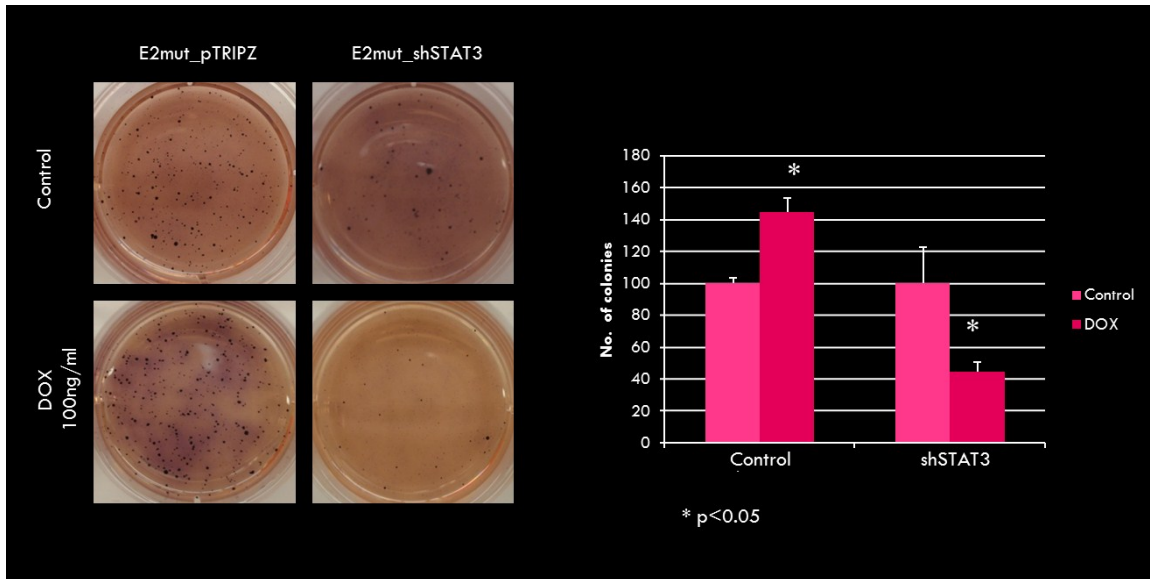 E2mut_pTRIPZ
E2mut_shSTAT3
Control
DOX
100ng/ml
No. of colonies
180
160
140
120
100
80
60
40
20
0
*
*
Control
shSTAT3
Control
DOX
* p<0.05